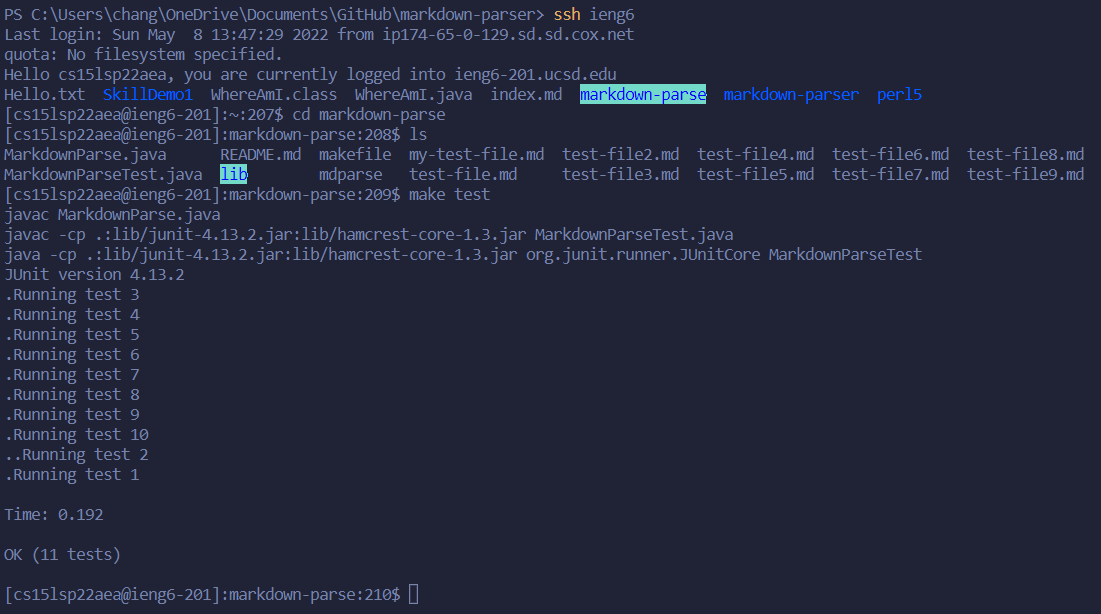 PS C:\Users\chang\OneDrive\Documents\GitHub\markdown-parser> ssh ieng6
Last login: Sun May  8 13:47:29 2022 from ip174-65-0-129.sd.sd.cox.net
quota: No filesystem specified.
Hello cs15lsp22aea, you are currently logged into ieng6-201.ucsd.edu
Hello.txt  SkillDemo1  WhereAmI.class  WhereAmI.java  index.md  markdown-parse  markdown-parser  perl5
[cs15lsp22aea@ieng6-201]:~:207$ cd markdown-parse
[cs15lsp22aea@ieng6-201]:markdown-parse:208$ ls
MarkdownParse.java      README.md  makefile  my-test-file.md  test-file2.md  test-file4.md  test-file6.md  test-file8.md
MarkdownParseTest.java  lib        mdparse   test-file.md     test-file3.md  test-file5.md  test-file7.md  test-file9.md
[cs15lsp22aea@ieng6-201]:markdown-parse:209$ make test
javac MarkdownParse.java
javac -cp .:lib/junit-4.13.2.jar:lib/hamcrest-core-1.3.jar MarkdownParseTest.java
java -cp .:lib/junit-4.13.2.jar:lib/hamcrest-core-1.3.jar org.junit.runner.JUnitCore MarkdownParseTest
JUnit version 4.13.2
.Running test 3
.Running test 4
.Running test 5
.Running test 6
.Running test 7
.Running test 8
.Running test 9
.Running test 10
..Running test 2
.Running test 1
Time: 0.192
OK (11 tests)
[cs15lsp22aea@ieng6-201]:markdown-parse:210$